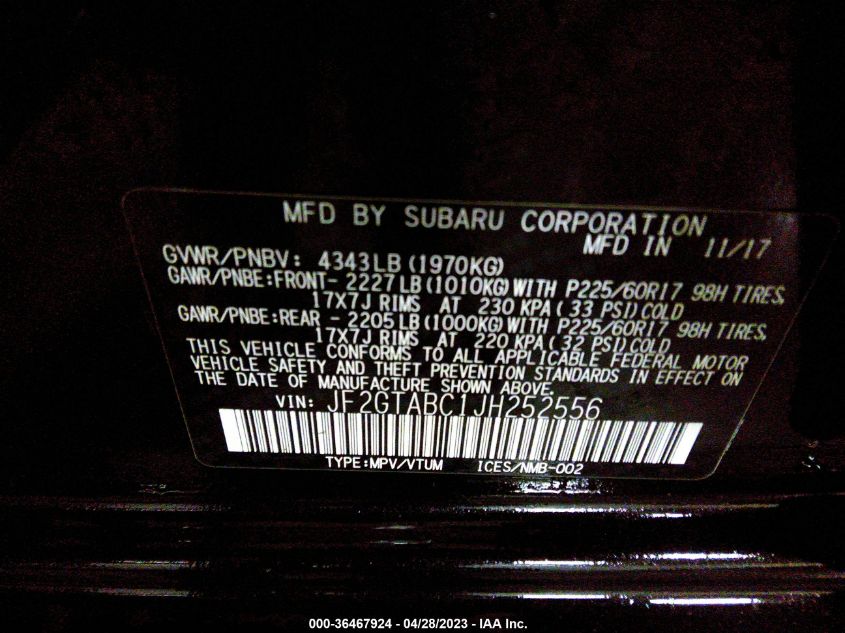 MFD BY SUBARU CORPORATION
MFD IN 11/17
GVWR/PNBV: 4343LB (1970KG)
GAWR/PNBE:FRONT- 2227LB (1010KG) WITH P225/60R17 98H TIRES,
17X7J RIMS AT 230 KPA (33 PSI) COLD
GAWR/PNBE:REAR - 2205LB (1000KG) WITH P225/60R17 98H TIRES,
17X7J RIMS AT 220 KPA (32 PSI) COLD
THIS VEHICLE CONFORMS TO ALL APPLICABLE FEDERAL MOTOR
VEHICLE SAFETY AND THEFT PREVENTION STANDARDS IN EFFECT ON
THE DATE OF MANUFACTURE SHOWN ABOVE.
VIN: JF2GTABC1JH252556
TYPE:MPV/VTUM ICES/NMB-002
000-36467924 - 04/28/2023 - IAA Inc.